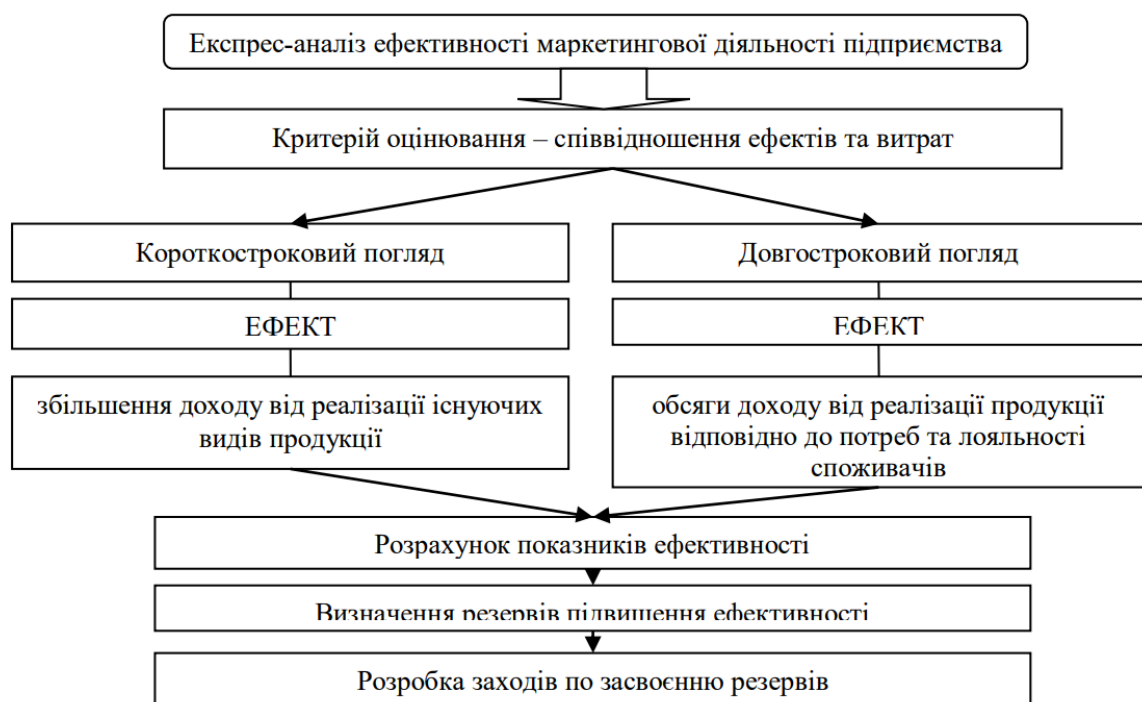 Експрес-аналіз ефективності маркетингової діяльності підприємства
Критерій оцінювання – співвідношення ефектів та витрат
Короткостроковий погляд
ЕФЕКТ
збільшення доходу від реалізації існуючих
видів продукції
Довгостроковий погляд
ЕФЕКТ
обсяги доходу від реалізації продукції
відповідно до потреб та лояльності
споживачів
Розрахунок показників ефективності
Визначення резервів підвищення ефективності
Розробка заходів по засвоєнню резервів